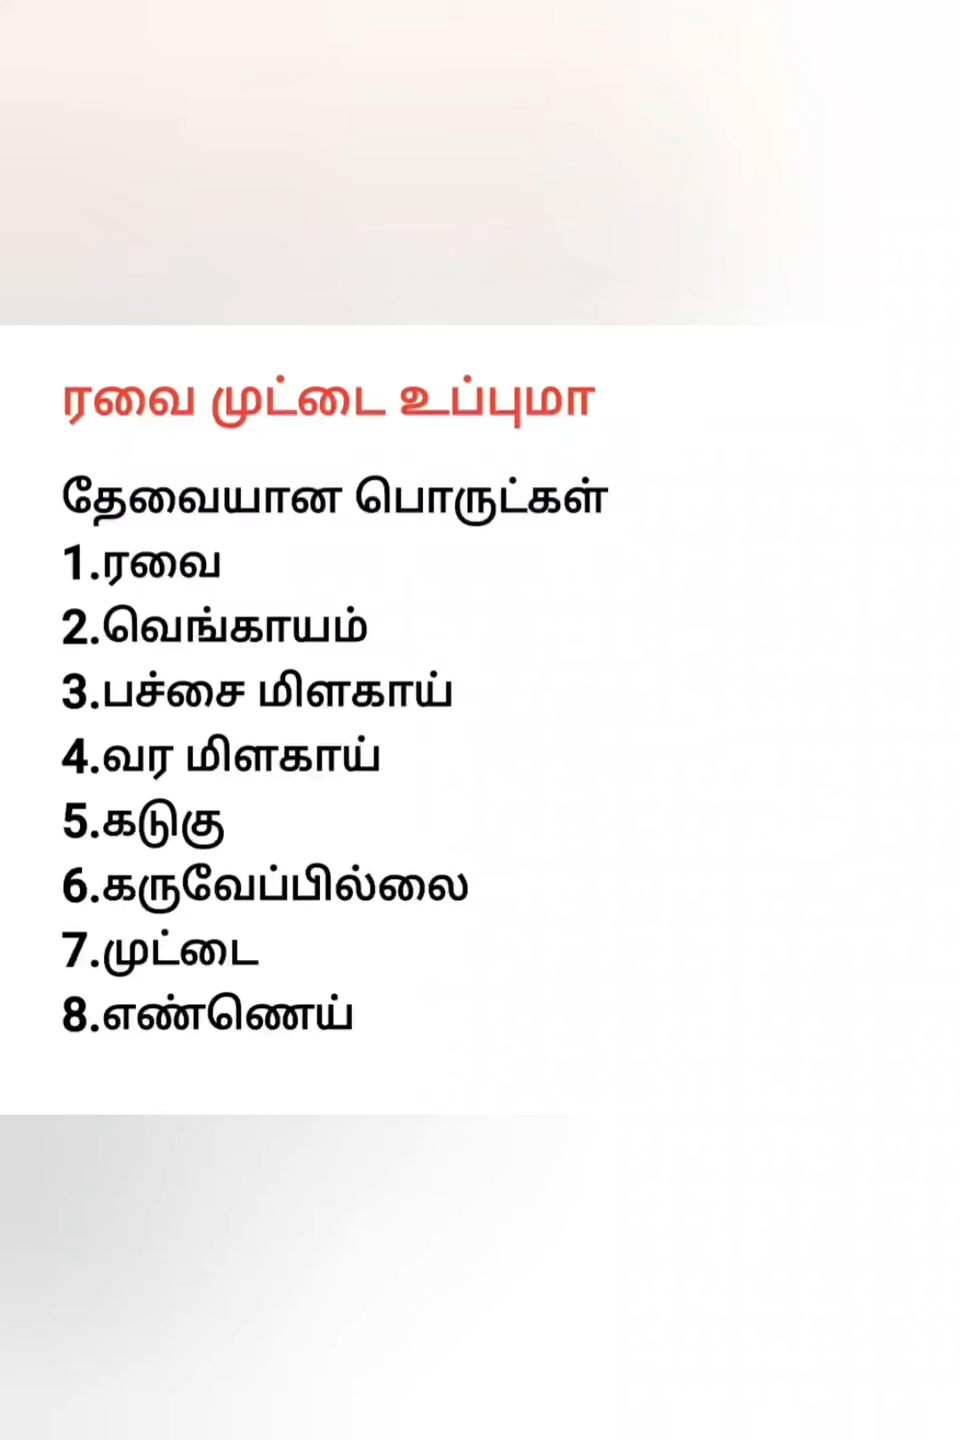 ரவை முட்டை உப்புமா
தேவையான பொருட்கள்
1.ரவை
2.வெங்காயம்
3.பச்சை மிளகாய்
4.வர மிளகாய்
5.கடுகு
6.கருவேப்பில்லை
7.முட்டை
8.எண்ணெய்